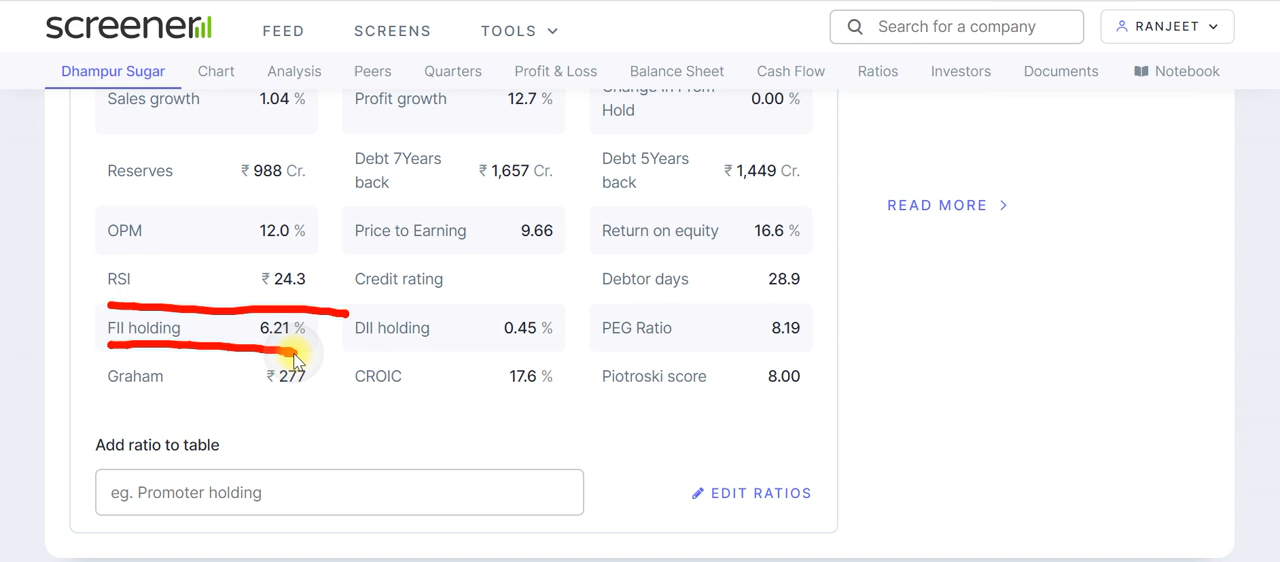 screener FEED SCREENS TOOLS Search for a company RANJEET
Dhampur Sugar Chart Analysis Peers Quarters Profit & Loss Balance Sheet Cash Flow Ratios Investors Documents Notebook
Sales growth 1.04 % Profit growth 12.7 % Change in Prom Hold 0.00 %
Reserves ₹ 988 Cr. Debt 7Years back ₹ 1,657 Cr. Debt 5Years back ₹ 1,449 Cr.
READ MORE
OPM 12.0 % Price to Earning 9.66 Return on equity 16.6 %
RSI ₹ 24.3 Credit rating Debtor days 28.9
FII holding 6.21 % DII holding 0.45 % PEG Ratio 8.19
Graham ₹ 277 CROIC 17.6 % Piotroski score 8.00
Add ratio to table
eg. Promoter holding EDIT RATIOS